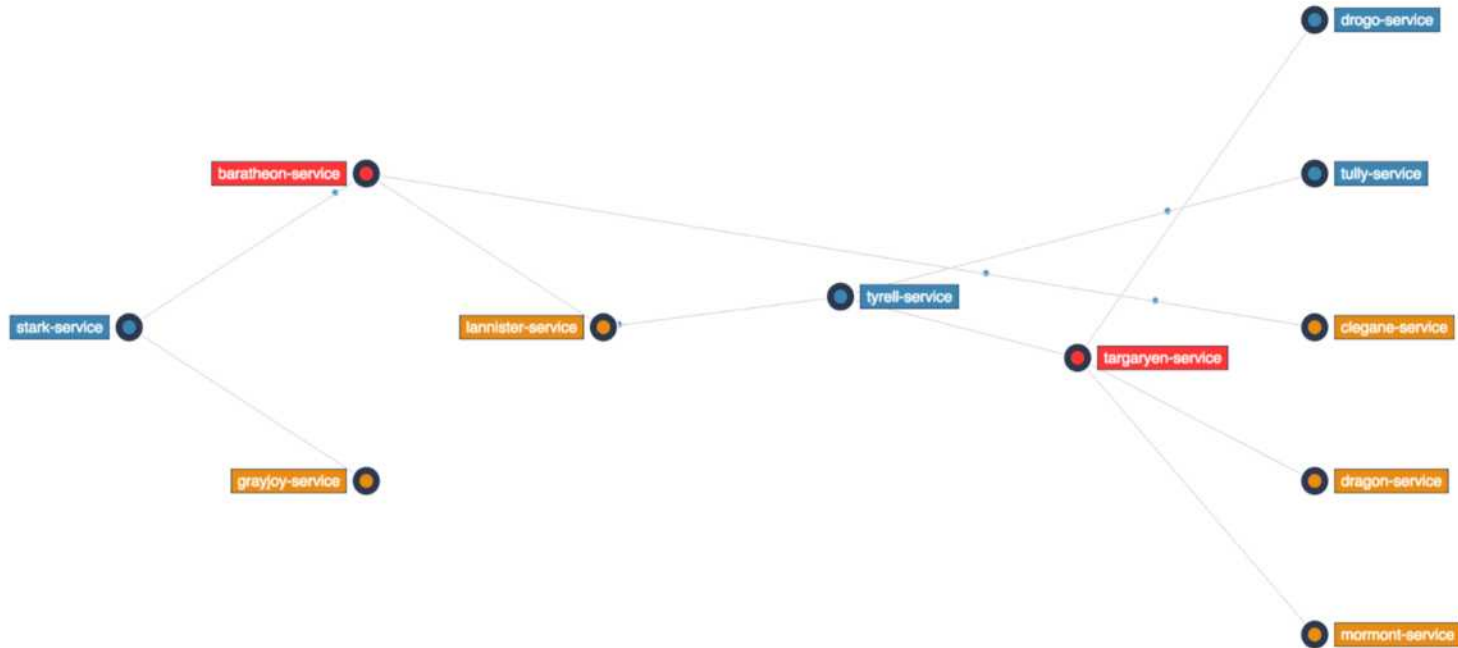 drogo-service
baratheon-service
tully-service
tyrell-service
stark-service
lannister-service
clegane-service
targaryen-service
grayjoy-service
dragon-service
mormont-service